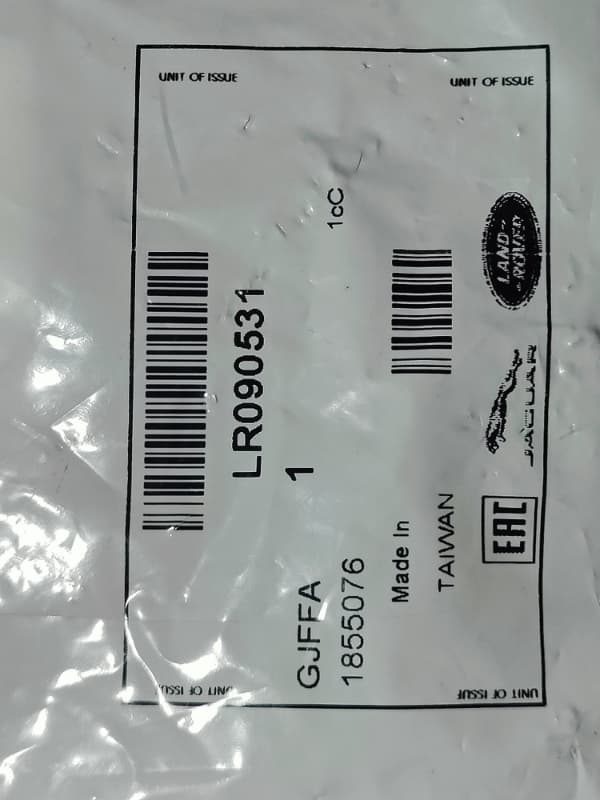 UNIT OF ISSUE
UNIT OF ISSUE
LR090531
1
1cC
GJFFA
1855076
Made In
TAIWAN
EAC
JAGUAR
LAND-
-ROVER
UNIT OF ISSUE
UNIT OF ISSUE